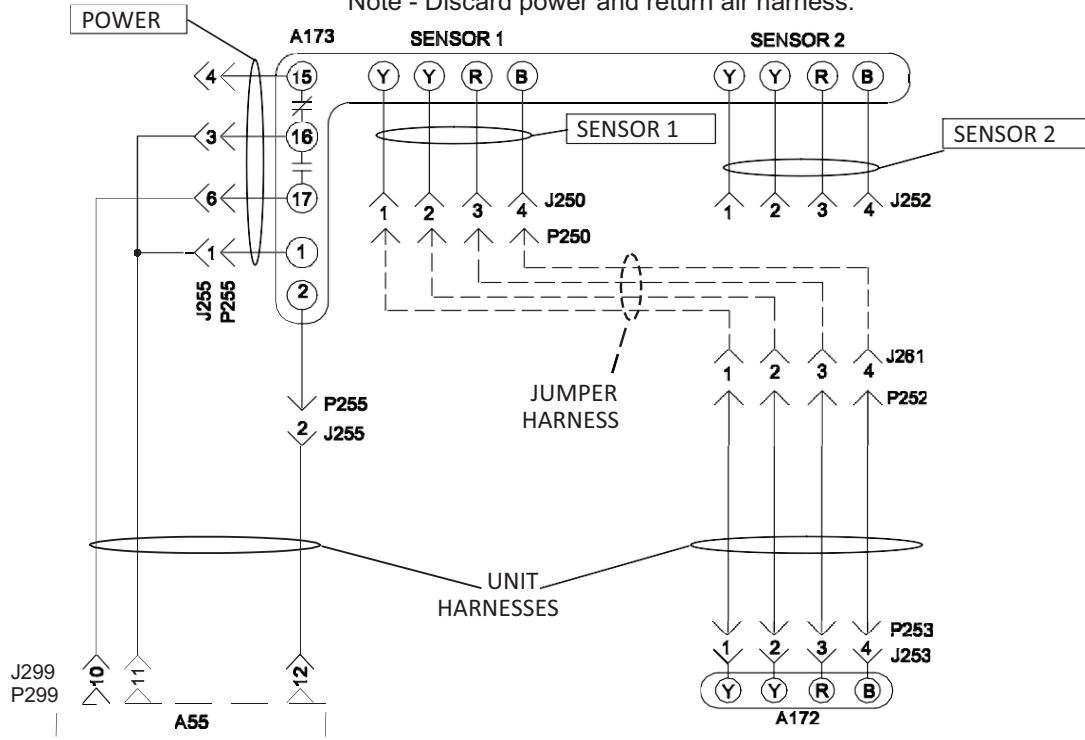 Note - Discard power and return air harness.
POWER
A173
SENSOR 1
SENSOR 2
4
15
Y
Y
R
B
Y
Y
R
B
3
16
SENSOR 1
SENSOR 2
6
17
1
2
3
4
J250
1
2
3
4
J252
P250
1
1
J255
P255
2
J261
1
2
3
4
P252
JUMPER
HARNESS
P255
2
J255
UNIT
HARNESSES
P253
1
2
3
4
J253
J299
P299
10
11
12
Y
Y
R
B
A55
A172